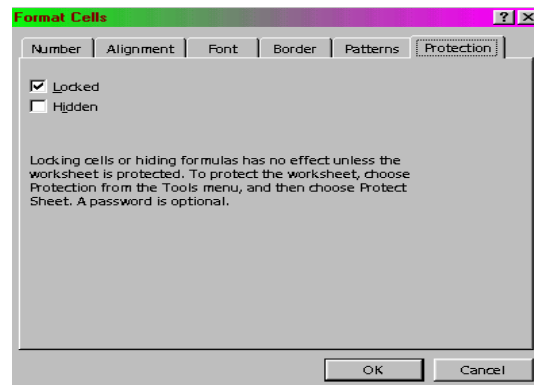 Format Cells
Number Alignment Font Border Patterns Protection
Locked
Hidden
Locking cells or hiding formulas has no effect unless the
worksheet is protected. To protect the worksheet, choose
Protection from the Tools menu, and then choose Protect
Sheet. A password is optional.
OK Cancel